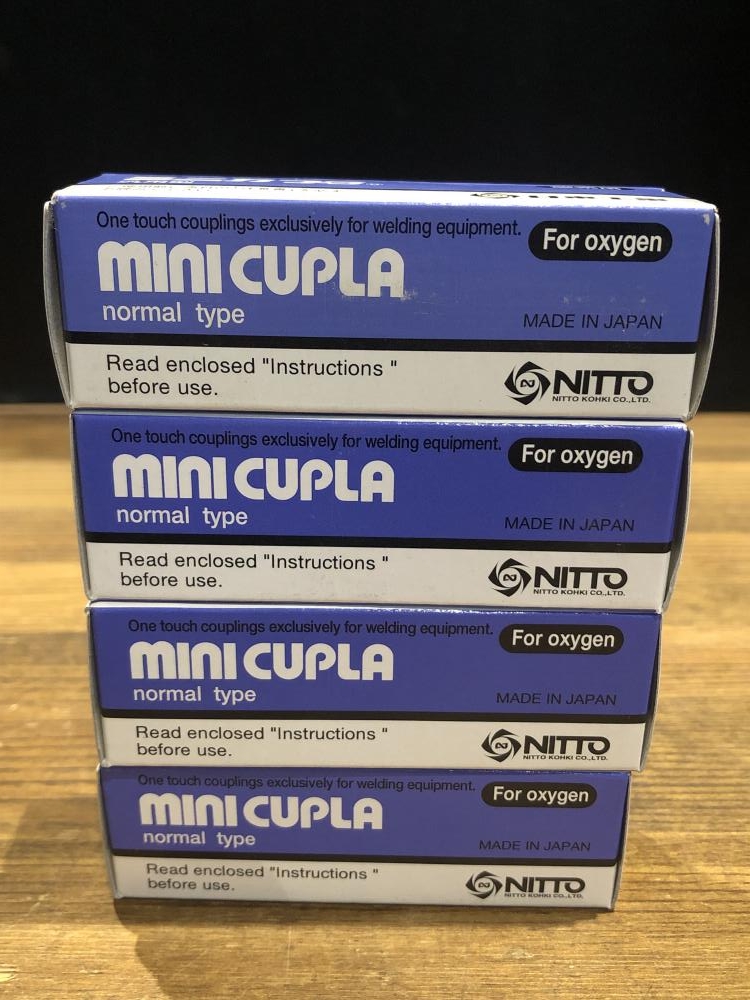 One touch couplings exclusively for welding equipment.
For oxygen
MINI CUPLA
normal type
MADE IN JAPAN
Read enclosed "Instructions "
before use.
NITTO
NITTO KOHKI CO.,LTD.
One touch couplings exclusively for welding equipment.
For oxygen
MINI CUPLA
normal type
MADE IN JAPAN
Read enclosed "Instructions "
before use.
NITTO
NITTO KOHKI CO.,LTD.
One touch couplings exclusively for welding equipment.
For oxygen
MINI CUPLA
normal type
MADE IN JAPAN
Read enclosed "Instructions "
before use.
NITTO
NITTO KOHKI CO.,LTD.
One touch couplings exclusively for welding equipment.
For oxygen
MINI CUPLA
normal type
MADE IN JAPAN
Read enclosed "Instructions "
before use.
NITTO
NITTO KOHKI CO.,LTD.